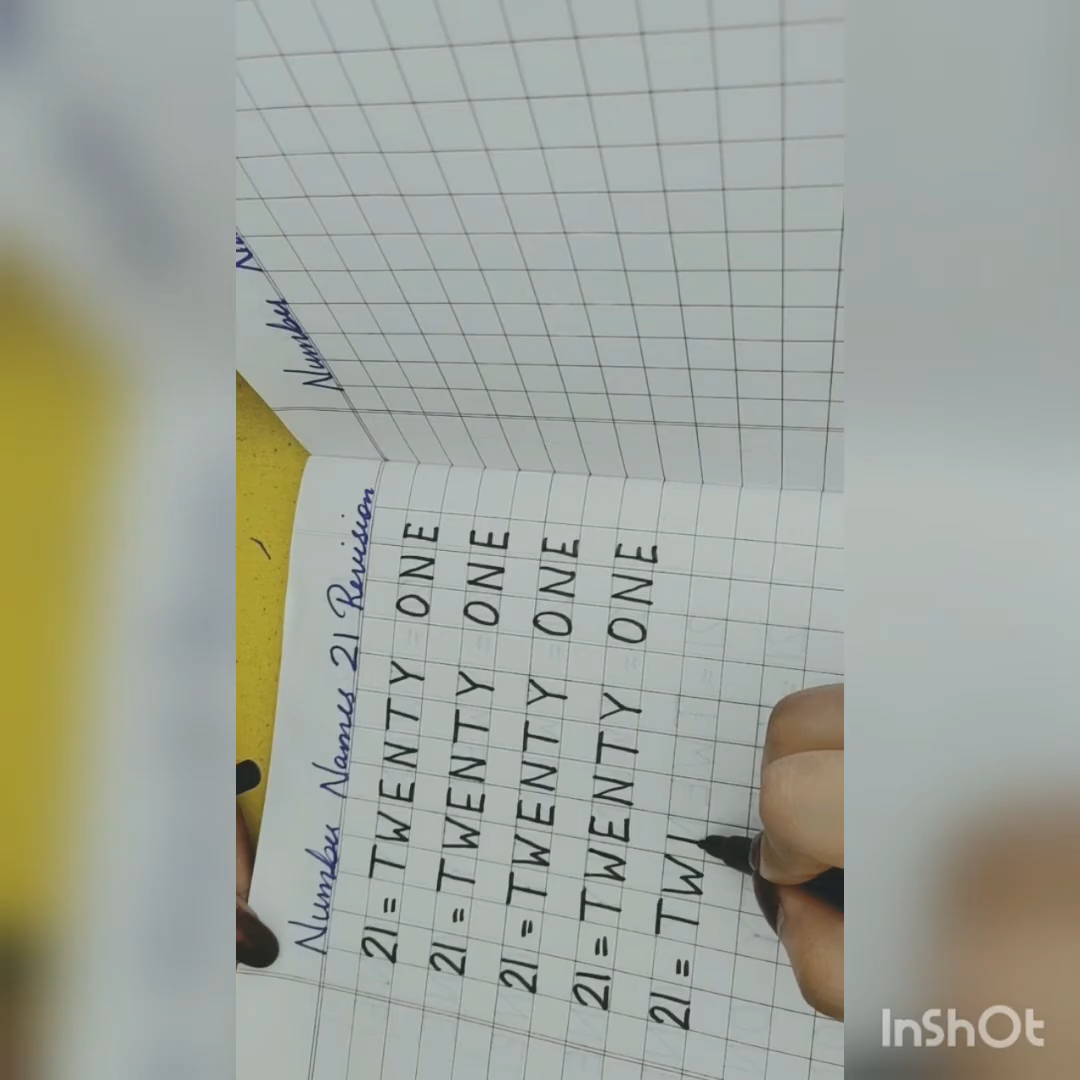 Number Names 21 Revision
21 = TWENTY ONE
21 = TWENTY ONE
21 = TWENTY ONE
21 = TWENTY ONE
21 = TW
Number
InShOt